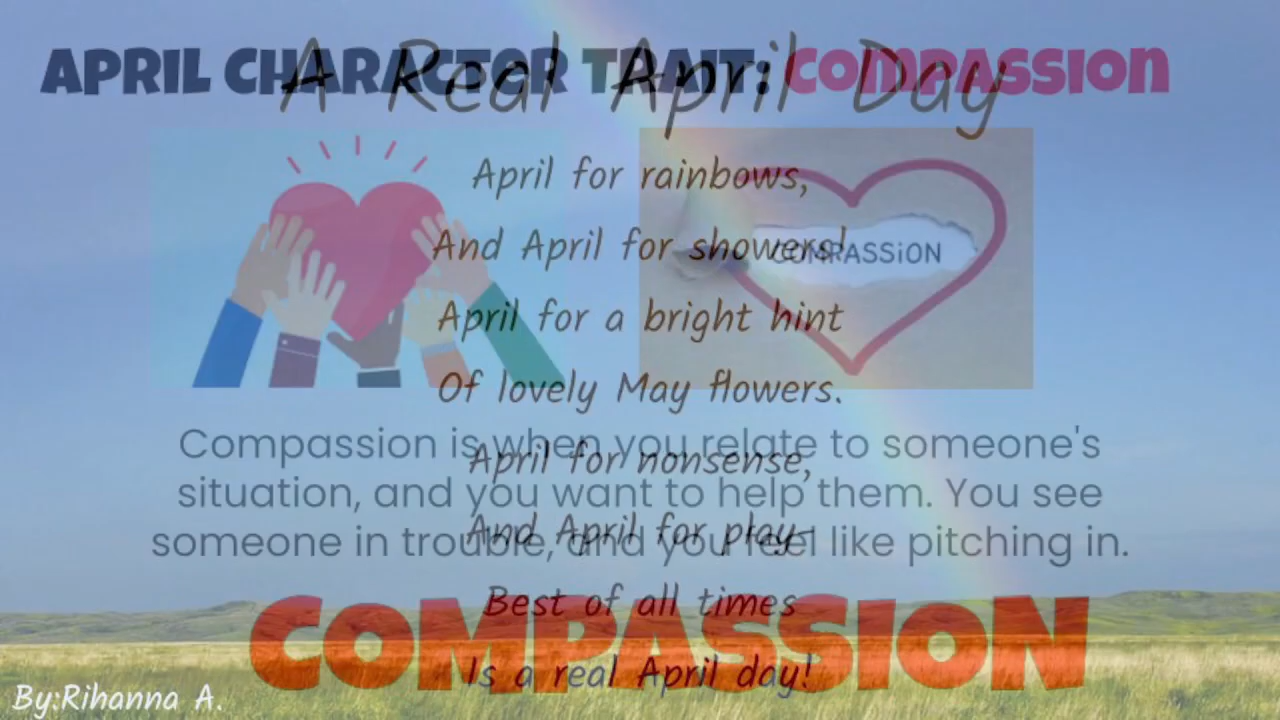 APRIL CHARACTER TRAIT: COMPASSION
A Real April Day
April for rainbows,
And April for showers!
COMPASSION
April for a bright hint
Of lovely May flowers.
Compassion is when you relate to someone's
situation, and you want to help them. You see
someone in trouble, and you feel like pitching in.
April for nonsense,
And April for play-
Best of all times
Is a real April day!
COMPASSION
By:Rihanna A.